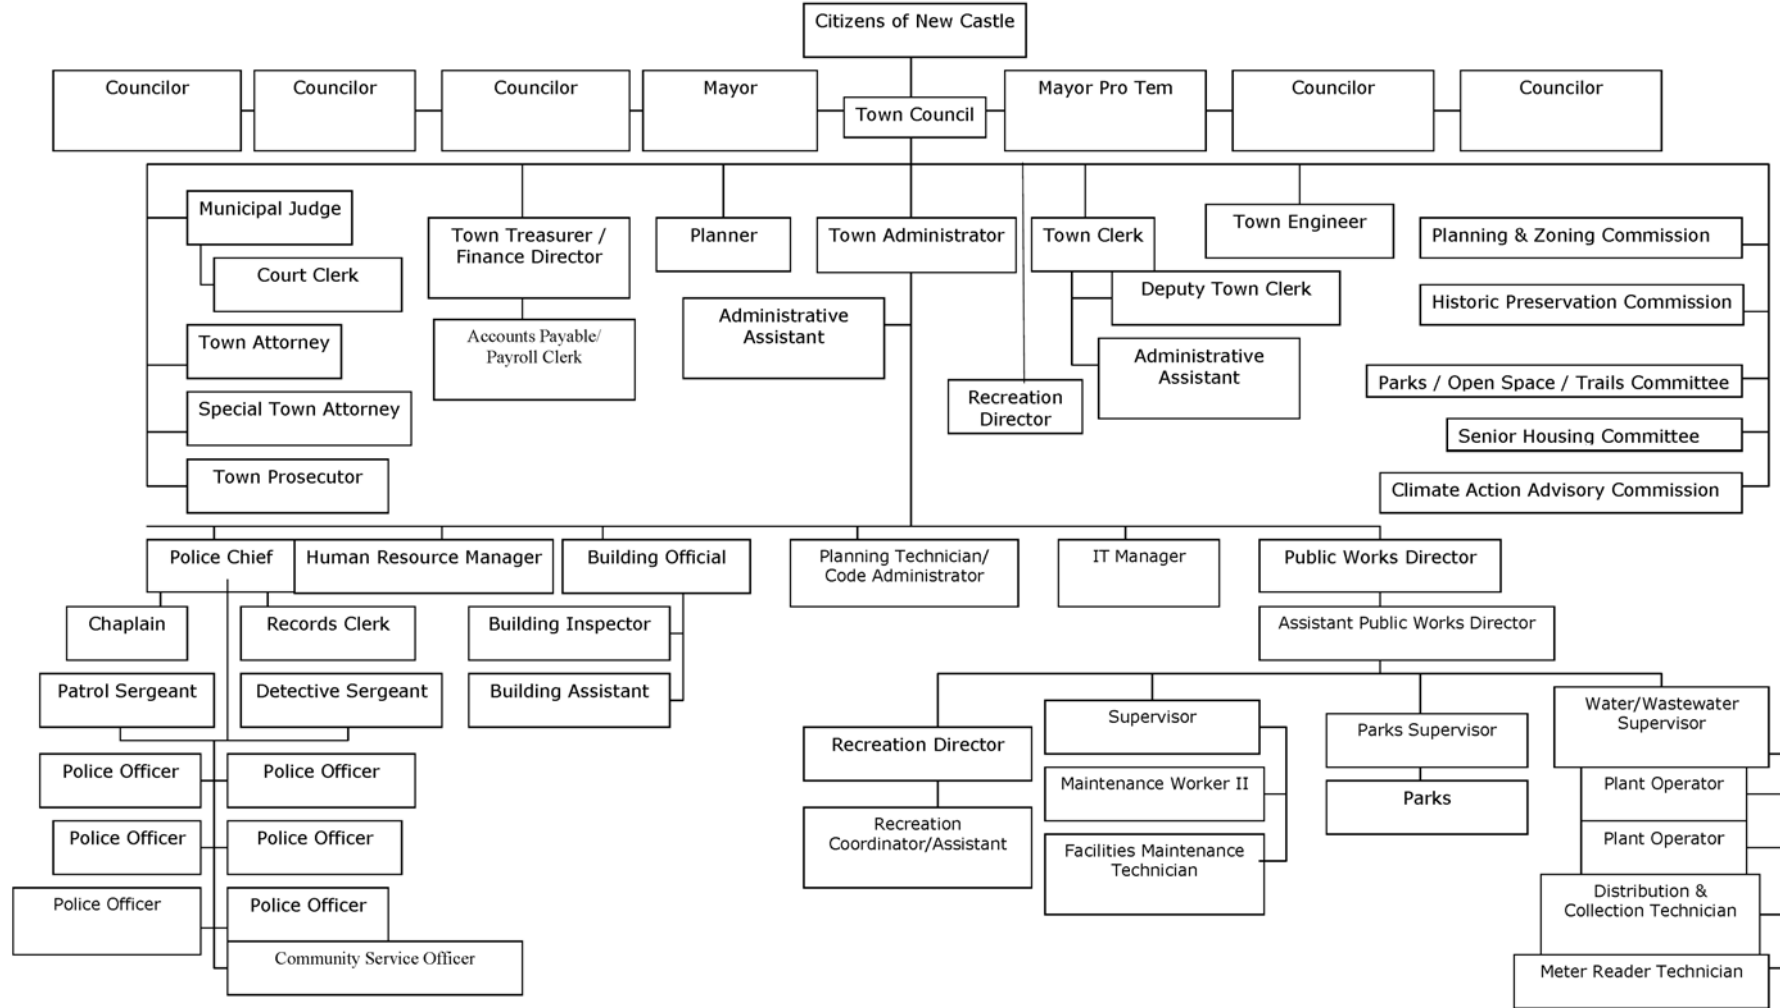 Citizens of New Castle
Councilor
Councilor
Councilor
Mayor
Town Council
Mayor Pro Tem
Councilor
Councilor
Municipal Judge
Court Clerk
Town Attorney
Special Town Attorney
Town Prosecutor
Town Treasurer /
Finance Director
Accounts Payable/
Payroll Clerk
Planner
Town Administrator
Administrative
Assistant
Recreation
Director
Town Clerk
Deputy Town Clerk
Administrative
Assistant
Town Engineer
Planning & Zoning Commission
Historic Preservation Commission
Parks / Open Space / Trails Committee
Senior Housing Committee
Climate Action Advisory Commission
Police Chief
Human Resource Manager
Building Official
Planning Technician/
Code Administrator
IT Manager
Public Works Director
Chaplain
Records Clerk
Building Inspector
Assistant Public Works Director
Patrol Sergeant
Detective Sergeant
Building Assistant
Police Officer
Police Officer
Police Officer
Police Officer
Police Officer
Police Officer
Community Service Officer
Recreation Director
Recreation
Coordinator/Assistant
Supervisor
Maintenance Worker II
Facilities Maintenance
Technician
Parks Supervisor
Parks
Water/Wastewater
Supervisor
Plant Operator
Plant Operator
Distribution &
Collection Technician
Meter Reader Technician